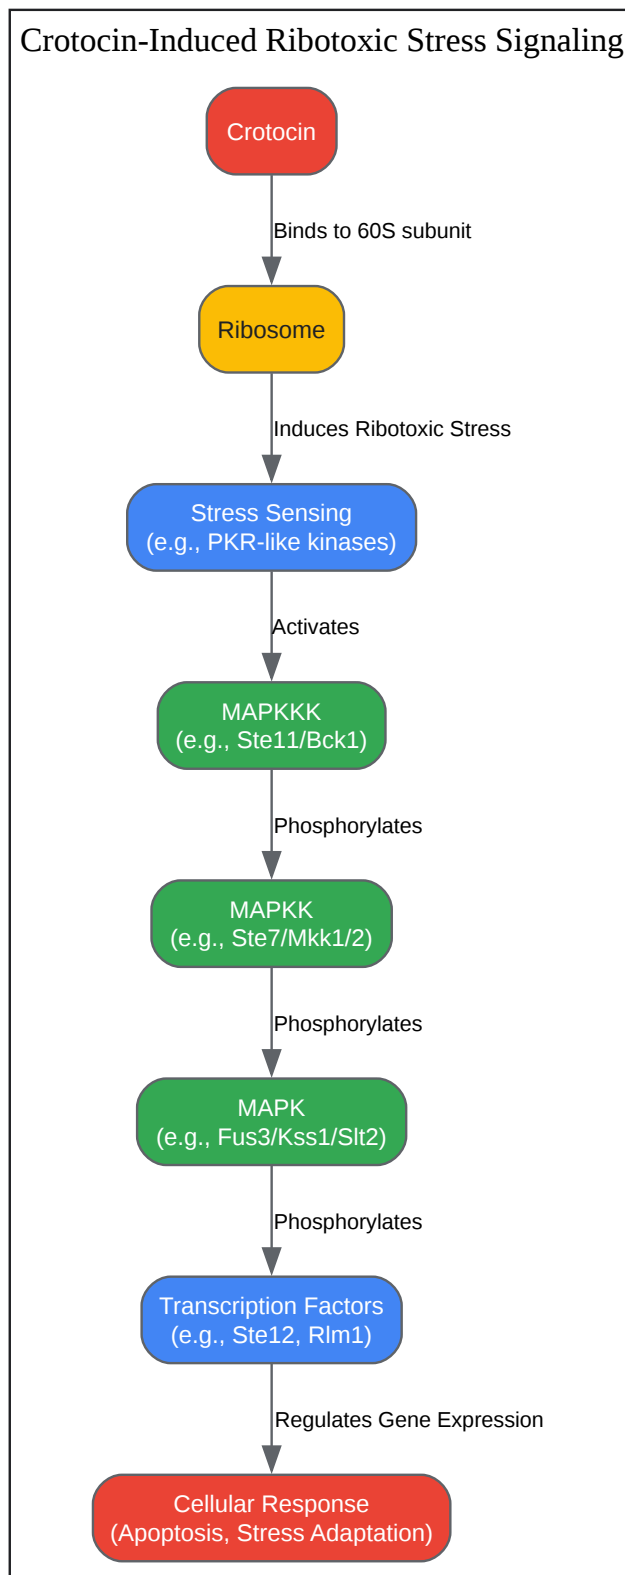 Crotocin-Induced Ribotoxic Stress Signaling
Crotocin
Binds to 60S subunit
Ribosome
Induces Ribotoxic Stress
Stress Sensing
(e.g., PKR-like kinases)
Activates
MAPKKK
(e.g., Ste11/Bck1)
Phosphorylates
MAPKK
(e.g., Ste7/Mkk1/2)
Phosphorylates
MAPK
(e.g., Fus3/Kss1/Slt2)
Phosphorylates
Transcription Factors
(e.g., Ste12, Rlm1)
Regulates Gene Expression
Cellular Response
(Apoptosis, Stress Adaptation)